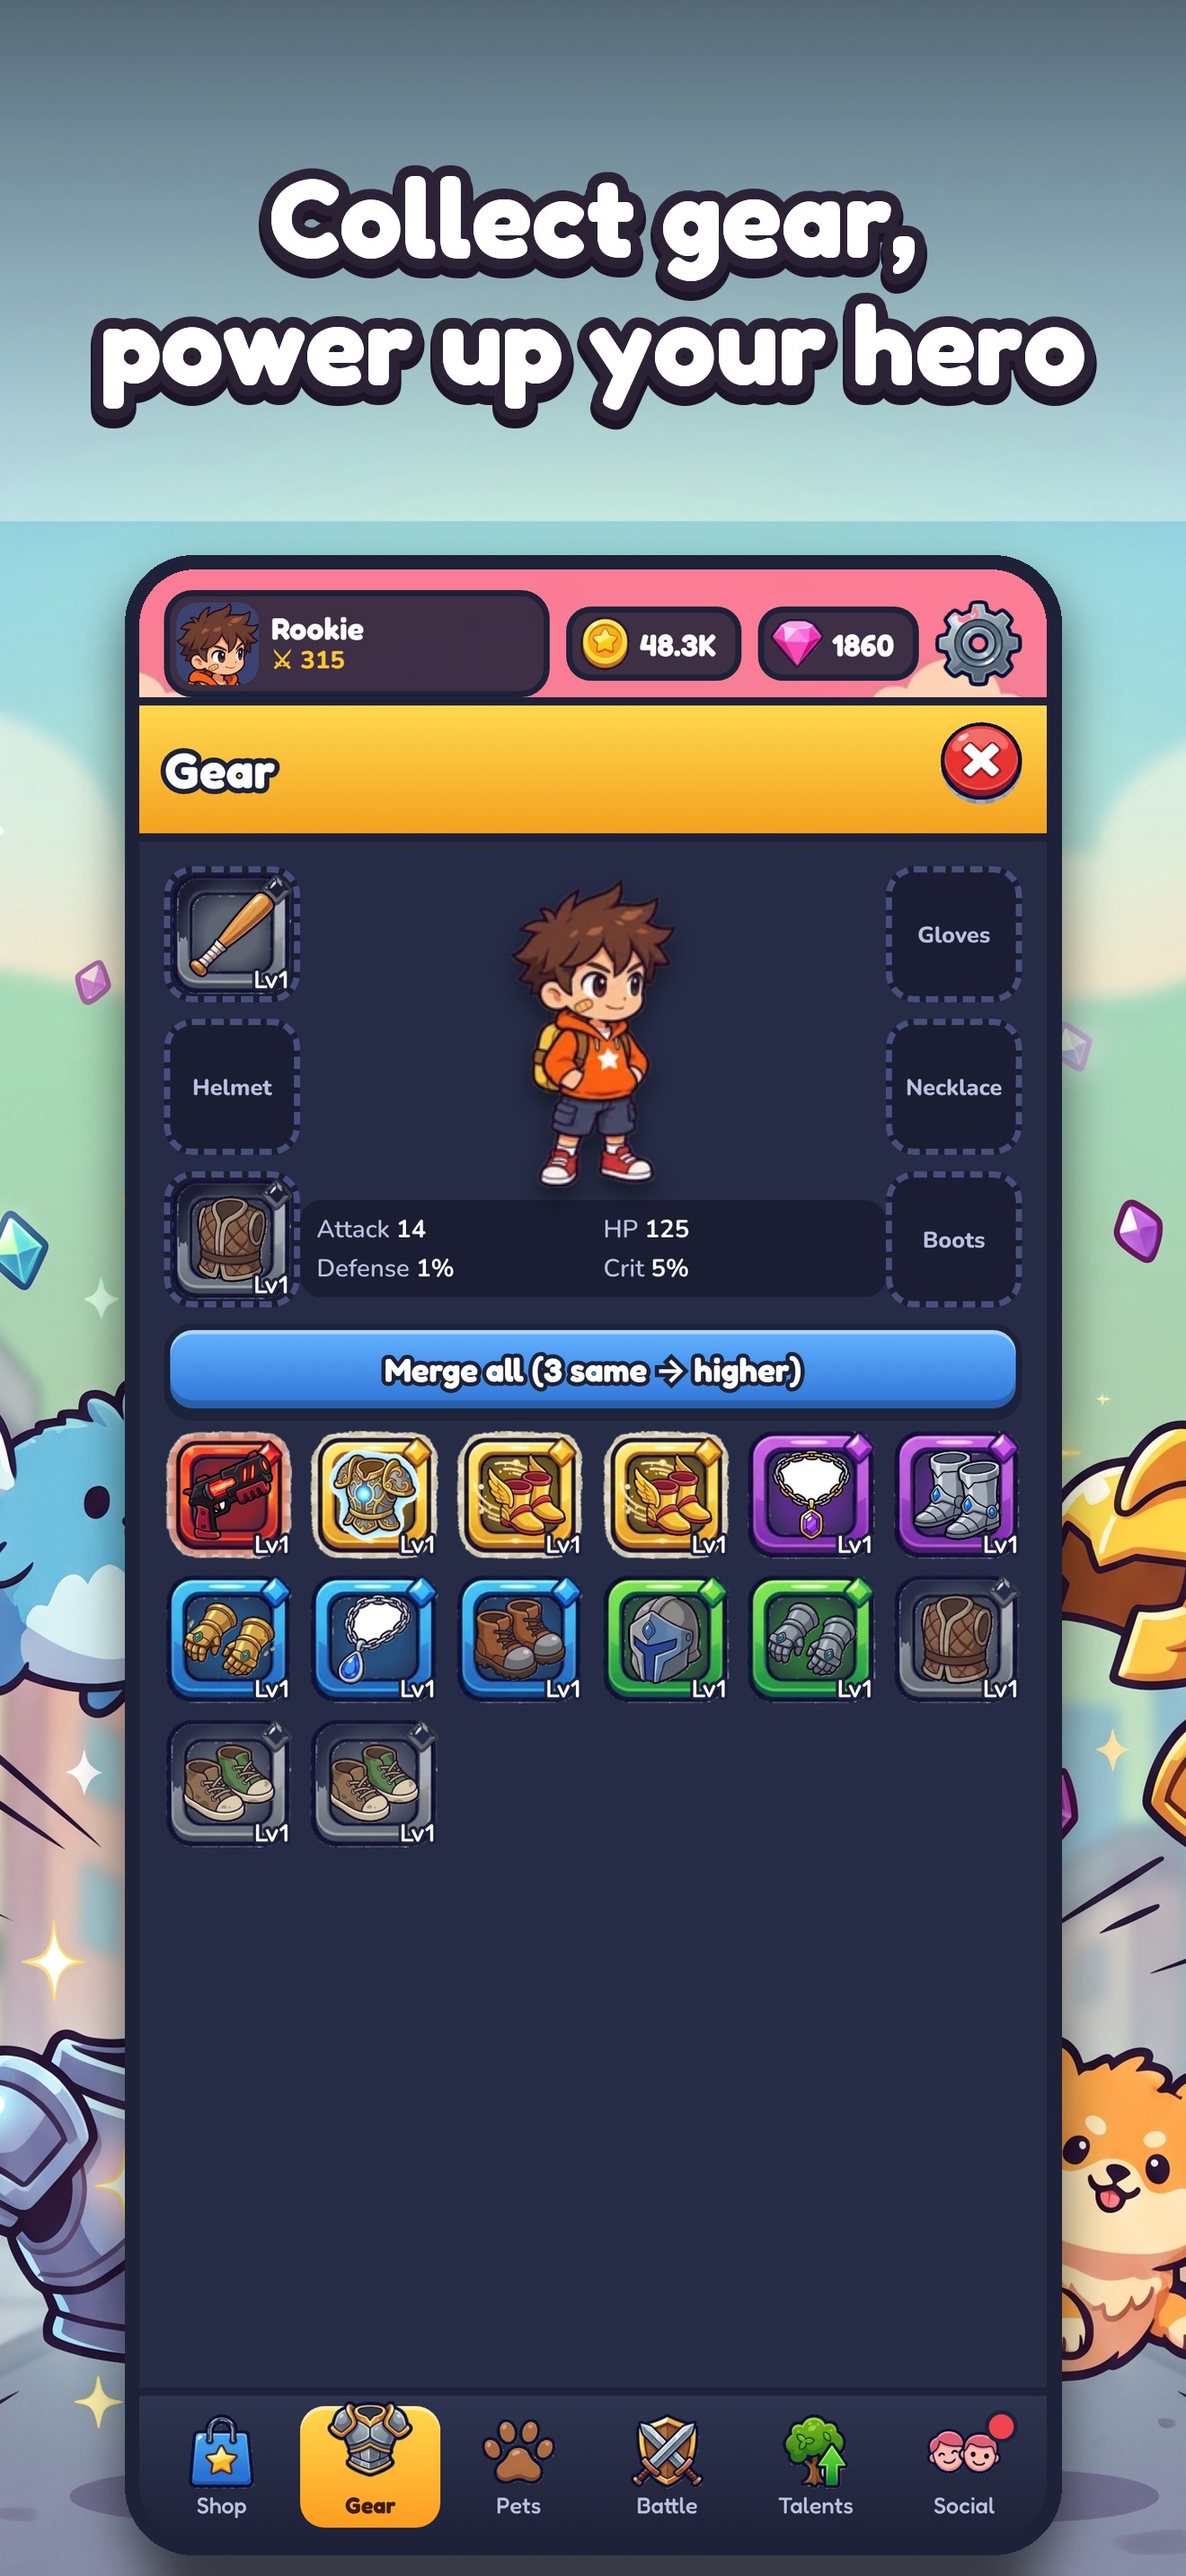 Collect gear,
power up your hero
Rookie
315
48.3K
1860
Gear
Lv1
Gloves
Helmet
Necklace
Lv1
Attack 14
HP 125
Defense 1%
Crit 5%
Boots
Merge all (3 same → higher)
Lv1 Lv1 Lv1 Lv1 Lv1 Lv1
Lv1 Lv1 Lv1 Lv1 Lv1 Lv1
Lv1 Lv1
Shop Gear Pets Battle Talents Social